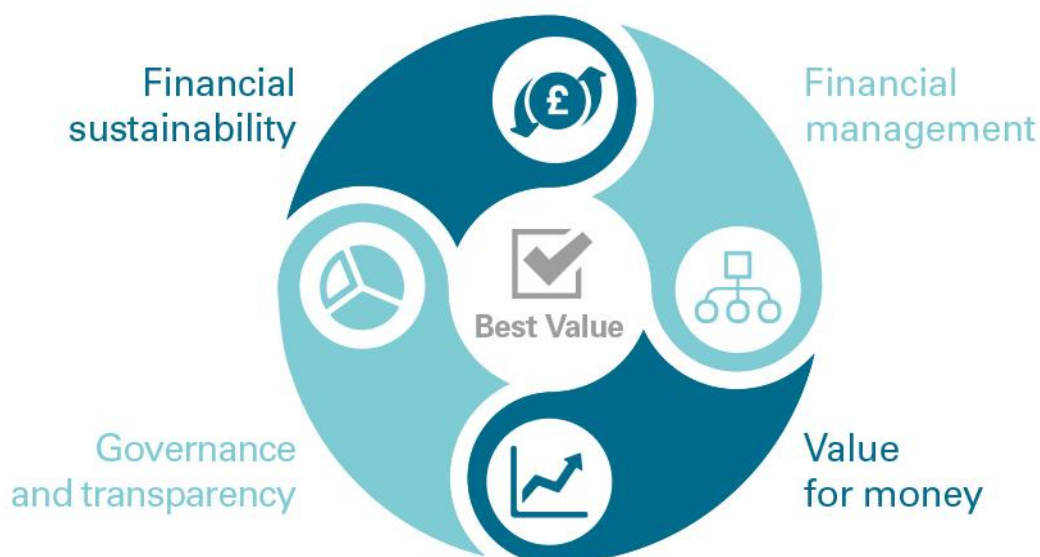 Financial
sustainability
Financial
management
£
Best Value
Governance
and transparency
Value
for money